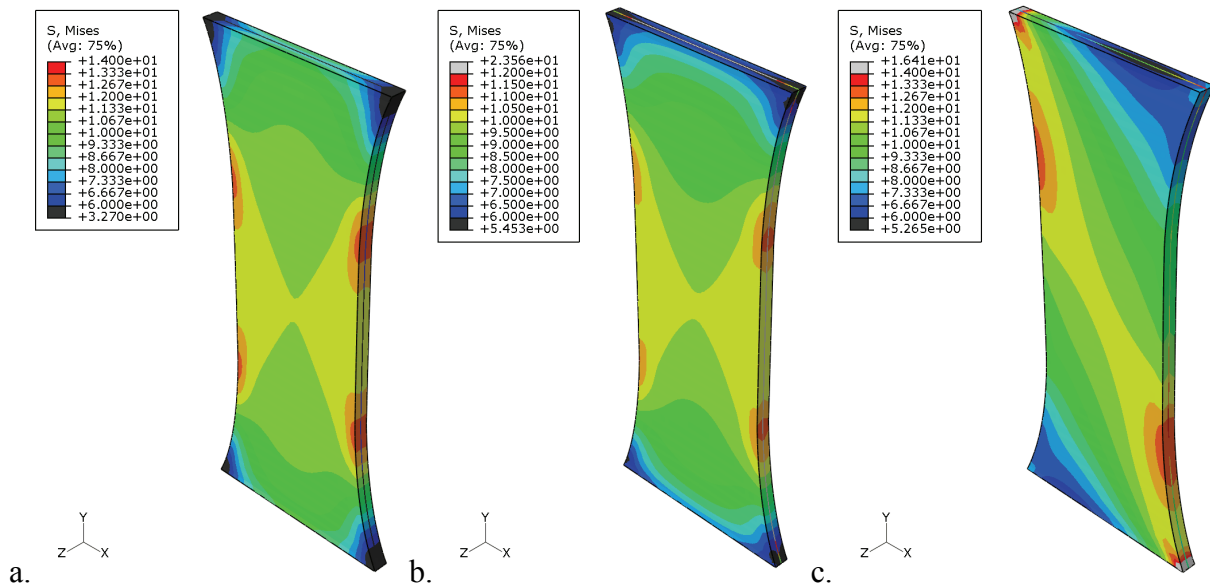 S, Mises
(Avg: 75%)
+1.400e+01
+1.333e+01
+1.267e+01
+1.200e+01
+1.133e+01
+1.067e+01
+1.000e+01
+9.333e+00
+8.667e+00
+8.000e+00
+7.333e+00
+6.667e+00
+6.000e+00
+3.270e+00
Y
Z
X
a.
S, Mises
(Avg: 75%)
+2.356e+01
+1.200e+01
+1.150e+01
+1.100e+01
+1.050e+01
+1.000e+01
+9.500e+00
+9.000e+00
+8.500e+00
+8.000e+00
+7.500e+00
+7.000e+00
+6.500e+00
+6.000e+00
+5.453e+00
Y
Z
X
b.
S, Mises
(Avg: 75%)
+1.641e+01
+1.400e+01
+1.333e+01
+1.267e+01
+1.200e+01
+1.133e+01
+1.067e+01
+1.000e+01
+9.333e+00
+8.667e+00
+8.000e+00
+7.333e+00
+6.667e+00
+6.000e+00
+5.265e+00
Y
Z
X
c.